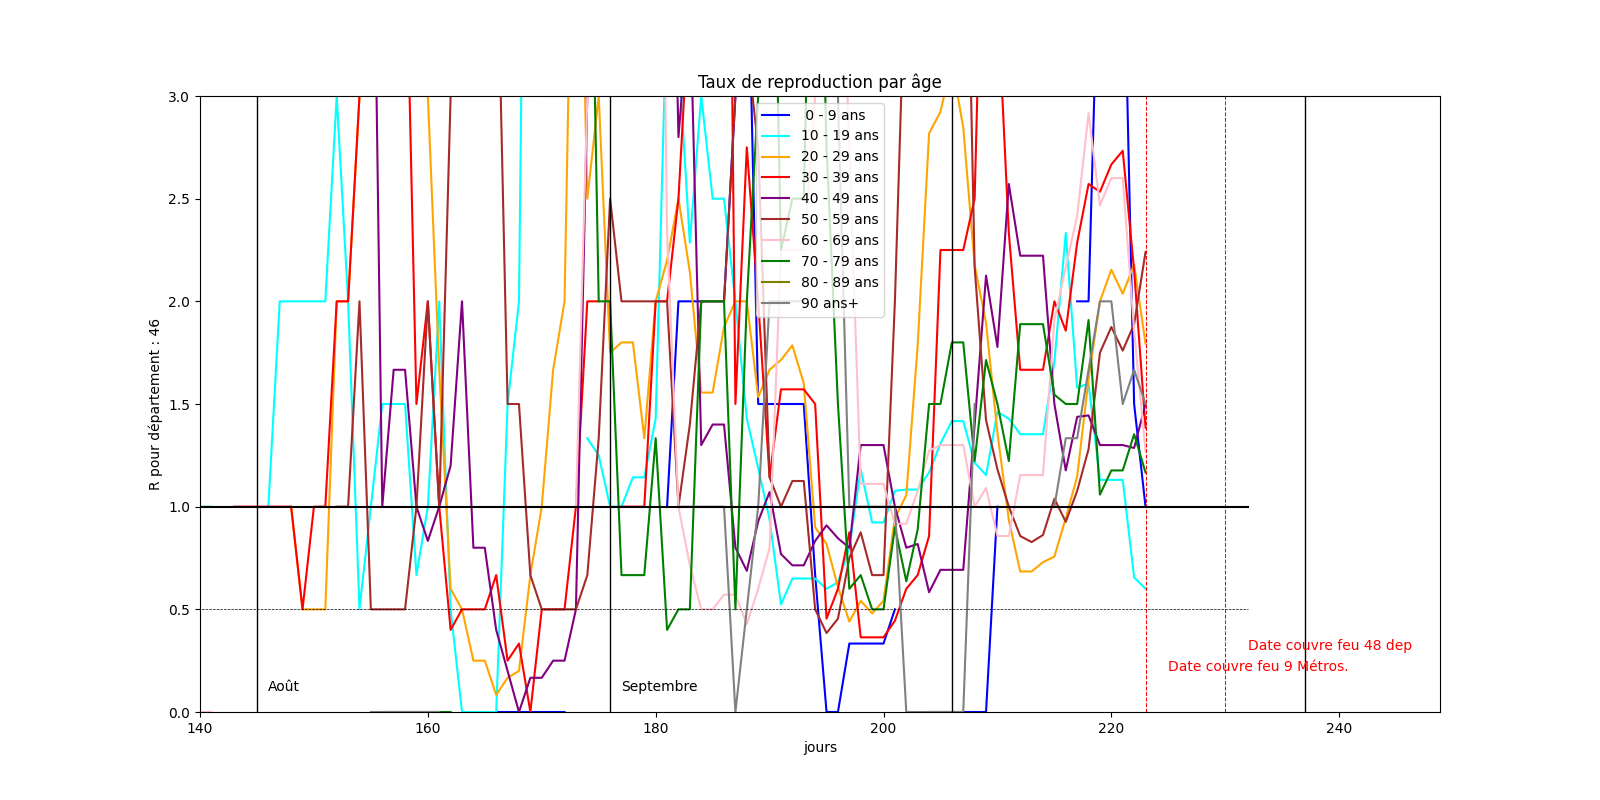 Taux de reproduction par âge
3.0
2.5
2.0
1.5
1.0
0.5
0.0
R pour département : 46
0 - 9 ans
10 - 19 ans
20 - 29 ans
30 - 39 ans
40 - 49 ans
50 - 59 ans
60 - 69 ans
70 - 79 ans
80 - 89 ans
90 ans+
Date couvre feu 48 dep
Date couvre feu 9 Métros.
Août
Septembre
140
160
180
200
220
240
jours